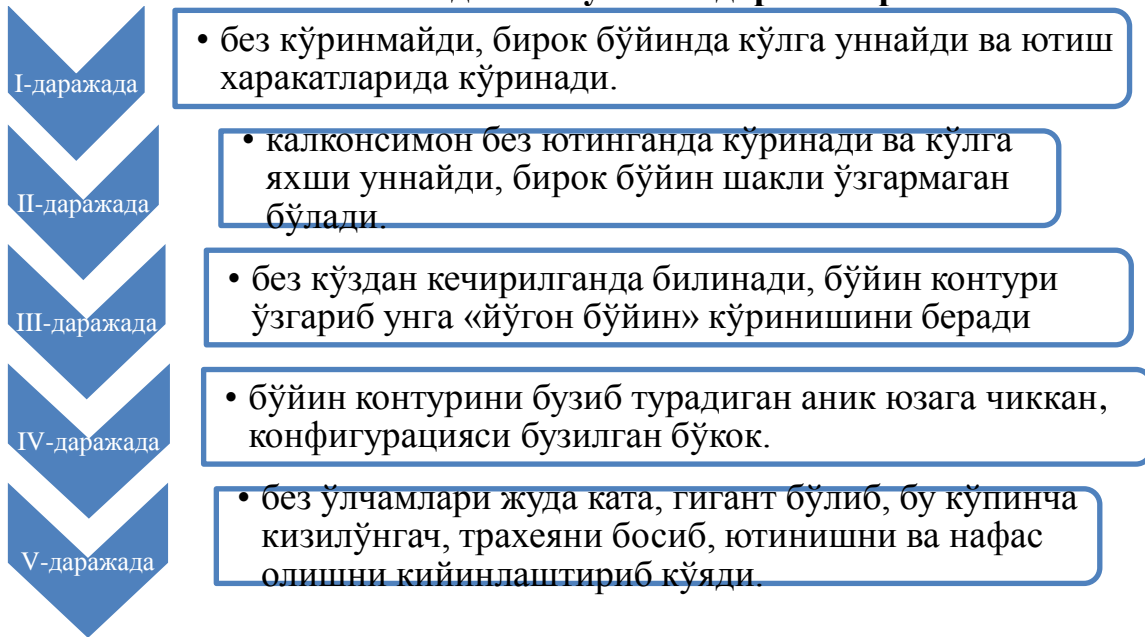 I-даражада
• без кўринмайди, бирок бўйинда кўлга уннайди ва ютиш
харакатларида кўринади.
II-даражада
• калконсимон без ютинганда кўринади ва кўлга
яхши уннайди, бирок бўйин шакли ўзгармаган
бўлади.
III-даражада
• без кўздан кечирилганда билинади, бўйин контури
ўзгариб унга «йўгон бўйин» кўринишини беради
IV-даражада
• бўйин контурини бузиб турадиган аник юзага чиккан,
конфигурацияси бузилган бўкок.
V-даражада
• без ўлчамлари жуда ката, гигант бўлиб, бу кўпинча
кизилўнгач, трахеяни босиб, ютинишни ва нафас
олишни кийинлаштириб кўяди.